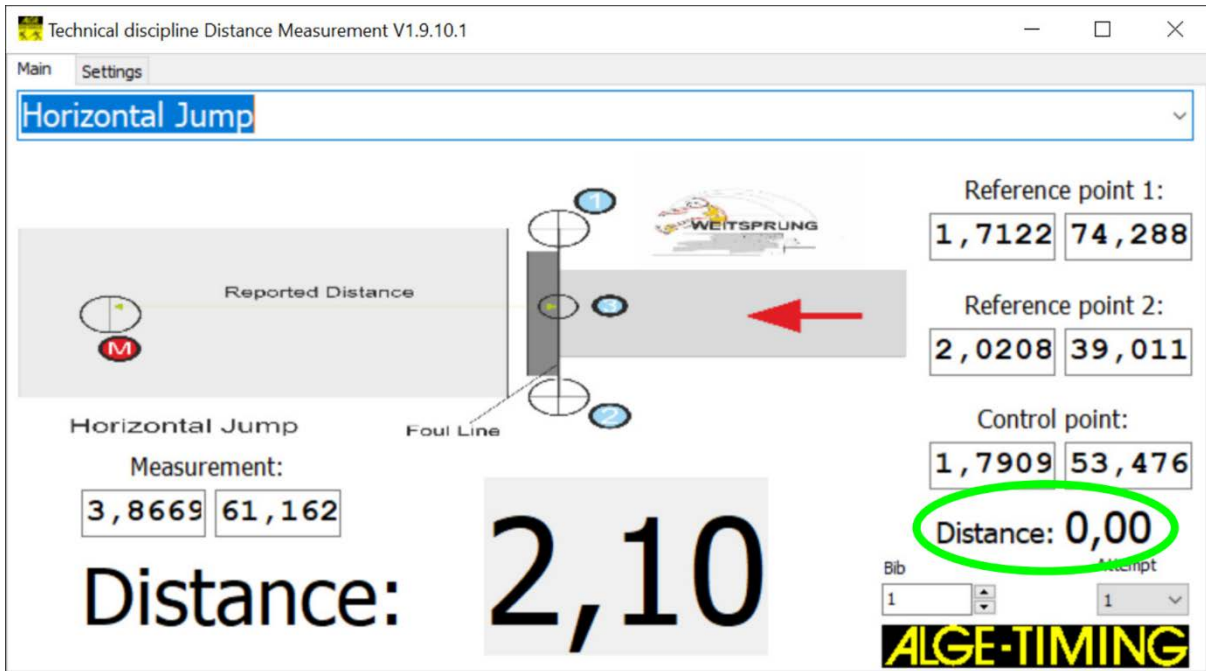 Technical discipline Distance Measurement V1.9.10.1
Main Settings
Horizontal Jump
WEITSPRUNG
1
Reported Distance
3
M
2
Horizontal Jump
Foul Line
Reference point 1:
1,7122 74,288
Reference point 2:
2,0208 39,011
Control point:
1,7909 53,476
Distance: 0,00
Measurement:
3,8669 61,162
Distance: 2,10
Bib
1
Attempt
1
ALGE-TIMING